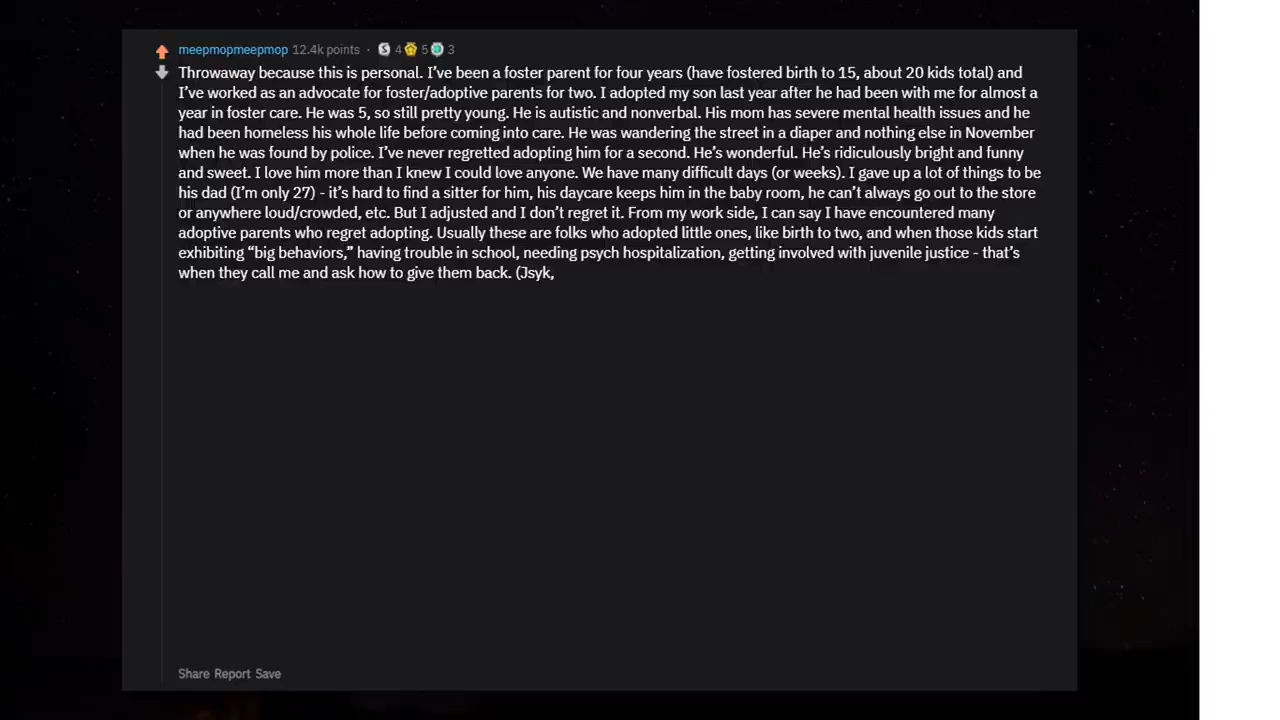 meepmopmeepmop 12.4k points · 4 5 3
Throwaway because this is personal. I’ve been a foster parent for four years (have fostered birth to 15, about 20 kids total) and
I’ve worked as an advocate for foster/adoptive parents for two. I adopted my son last year after he had been with me for almost a
year in foster care. He was 5, so still pretty young. He is autistic and nonverbal. His mom has severe mental health issues and he
had been homeless his whole life before coming into care. He was wandering the street in a diaper and nothing else in November
when he was found by police. I’ve never regretted adopting him for a second. He’s wonderful. He’s ridiculously bright and funny
and sweet. I love him more than I knew I could love anyone. We have many difficult days (or weeks). I gave up a lot of things to be
his dad (I’m only 27) - it’s hard to find a sitter for him, his daycare keeps him in the baby room, he can’t always go out to the store
or anywhere loud/crowded, etc. But I adjusted and I don’t regret it. From my work side, I can say I have encountered many
adoptive parents who regret adopting. Usually these are folks who adopted little ones, like birth to two, and when those kids start
exhibiting “big behaviors,” having trouble in school, needing psych hospitalization, getting involved with juvenile justice - that’s
when they call me and ask how to give them back. (Jsyk,
Share Report Save